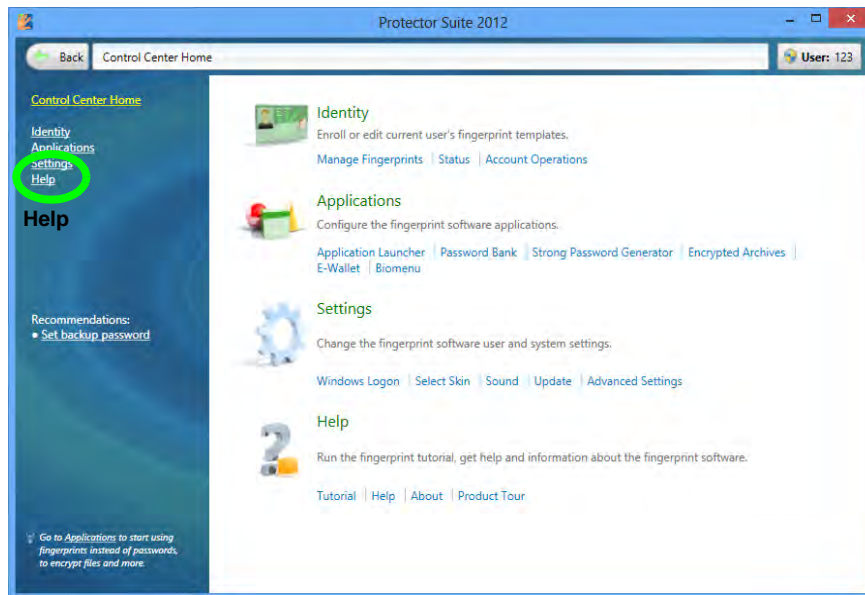 Protector Suite 2012
Back
Control Center Home
User: 123
Control Center Home
Identity
Applications
Settings
Help
Help
Recommendations:
• Set backup password
Go to Applications to start using
fingerprints instead of passwords,
to encrypt files and more.
Identity
Enroll or edit current user's fingerprint templates.
Manage Fingerprints | Status | Account Operations
Applications
Configure the fingerprint software applications.
Application Launcher | Password Bank | Strong Password Generator | Encrypted Archives |
E-Wallet | Biomenu
Settings
Change the fingerprint software user and system settings.
Windows Logon | Select Skin | Sound | Update | Advanced Settings
Help
Run the fingerprint tutorial, get help and information about the fingerprint software.
Tutorial | Help | About | Product Tour